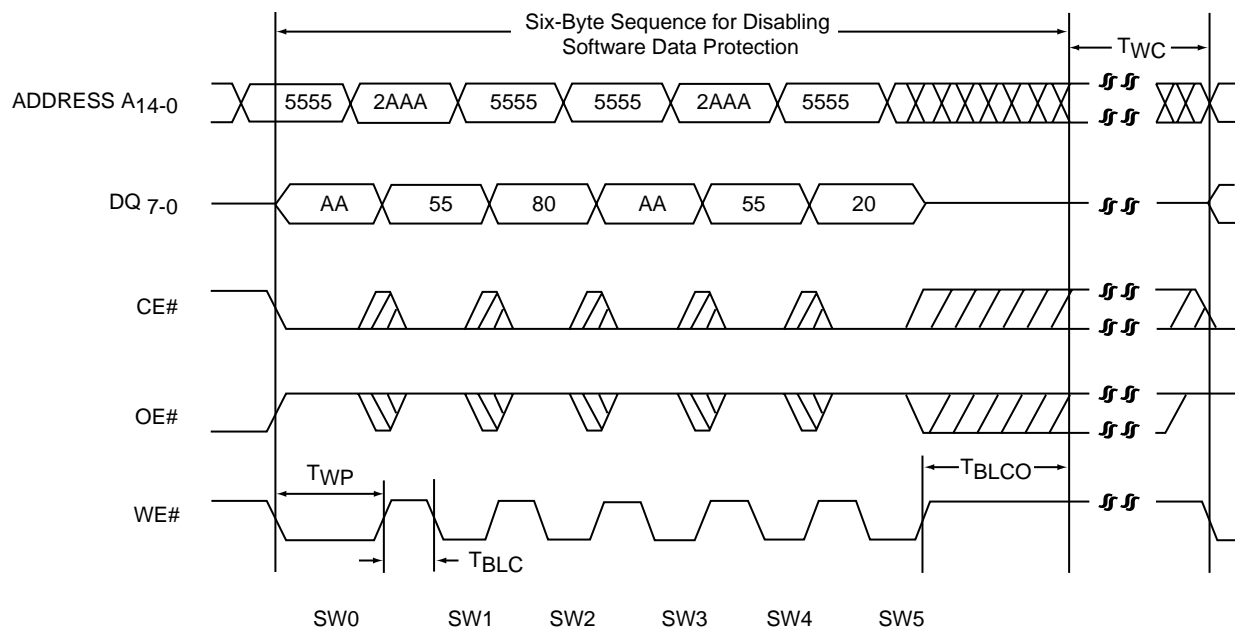 Six-Byte Sequence for Disabling
Software Data Protection
TWC
ADDRESS A14-0
5555 2AAA 5555 5555 2AAA 5555
DQ 7-0
AA 55 80 AA 55 20
CE#
OE#
TWP
TBLCO
WE#
TBLC
SW0 SW1 SW2 SW3 SW4 SW5